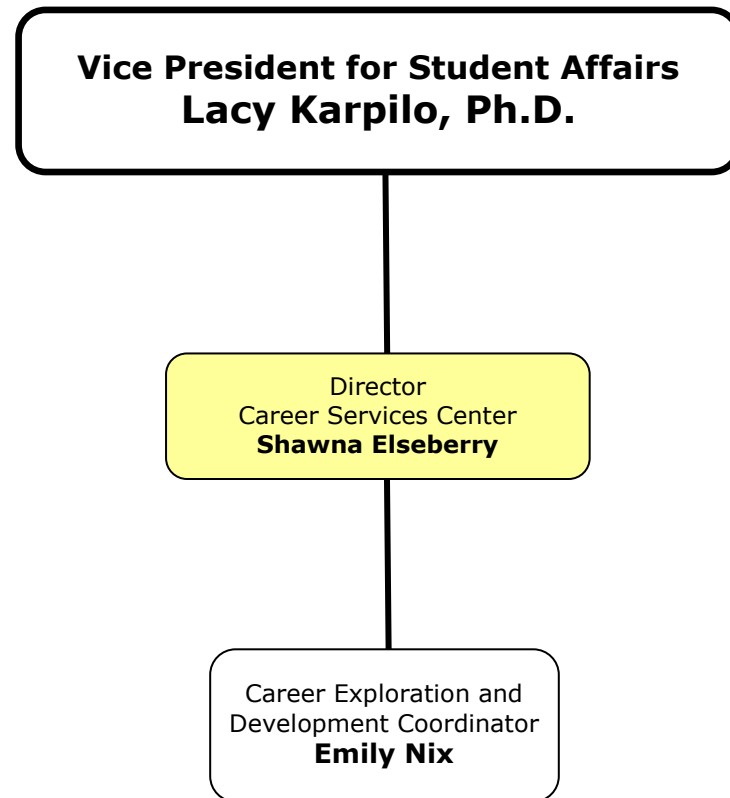 Vice President for Student Affairs
Lacy Karpilo, Ph.D.
Director
Career Services Center
Shawna Elseberry
Career Exploration and
Development Coordinator
Emily Nix